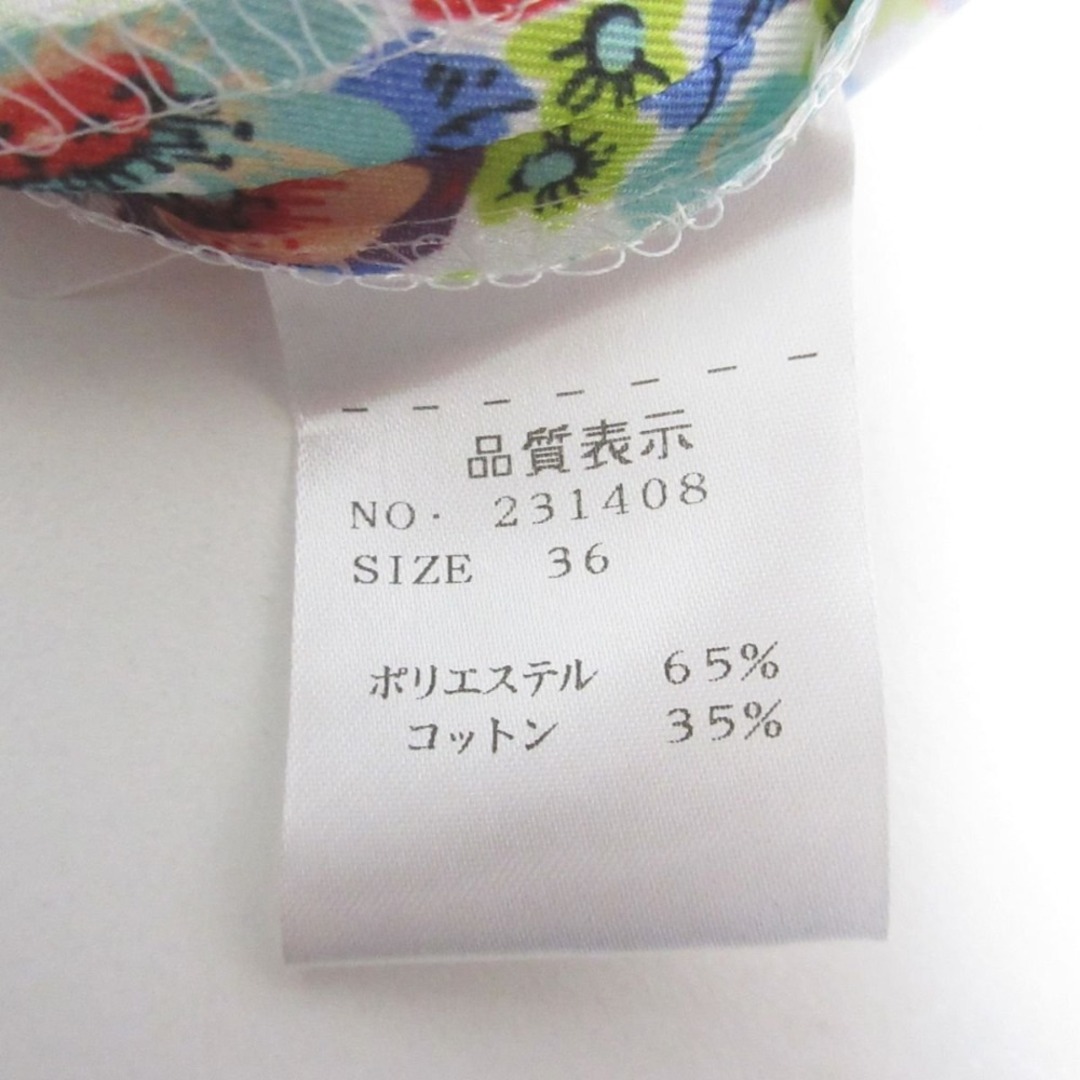 品質表示
NO. 231408
SIZE 36
ポリエステル 65%
コットン 35%